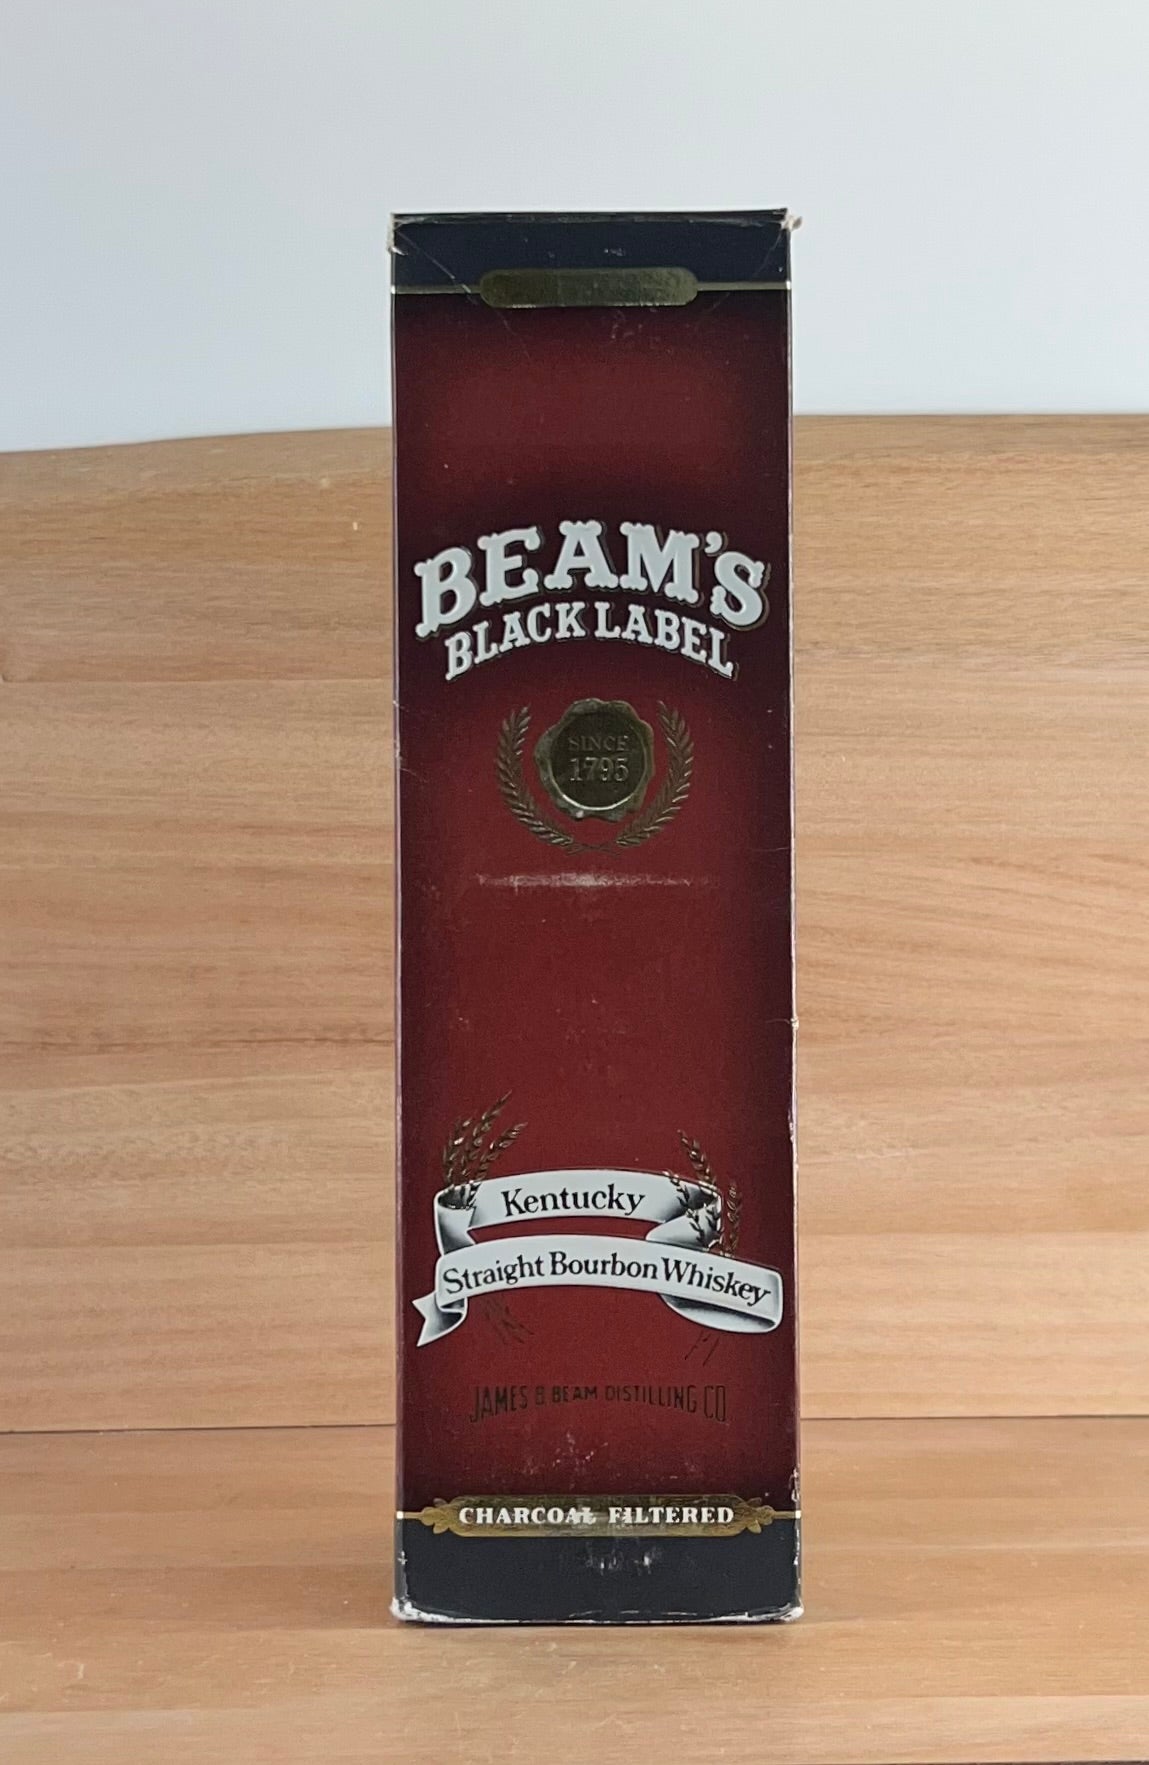 BEAM'S
BLACK LABEL
SINCE
1795
Kentucky
Straight Bourbon Whiskey
JAMES B. BEAM DISTILLING CO.
CHARCOAL FILTERED